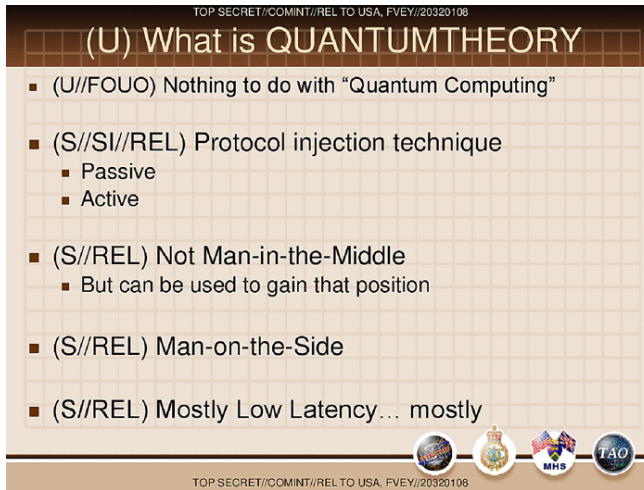 TOP SECRET//COMINT//REL TO USA, FVEY//20320108
(U) What is QUANTUMTHEORY
(U//FOUO) Nothing to do with “Quantum Computing”
(S//SI//REL) Protocol injection technique
Passive
Active
(S//REL) Not Man-in-the-Middle
But can be used to gain that position
(S//REL) Man-on-the-Side
(S//REL) Mostly Low Latency… mostly
MHS
TAO
TOP SECRET//COMINT//REL TO USA, FVEY//20320108